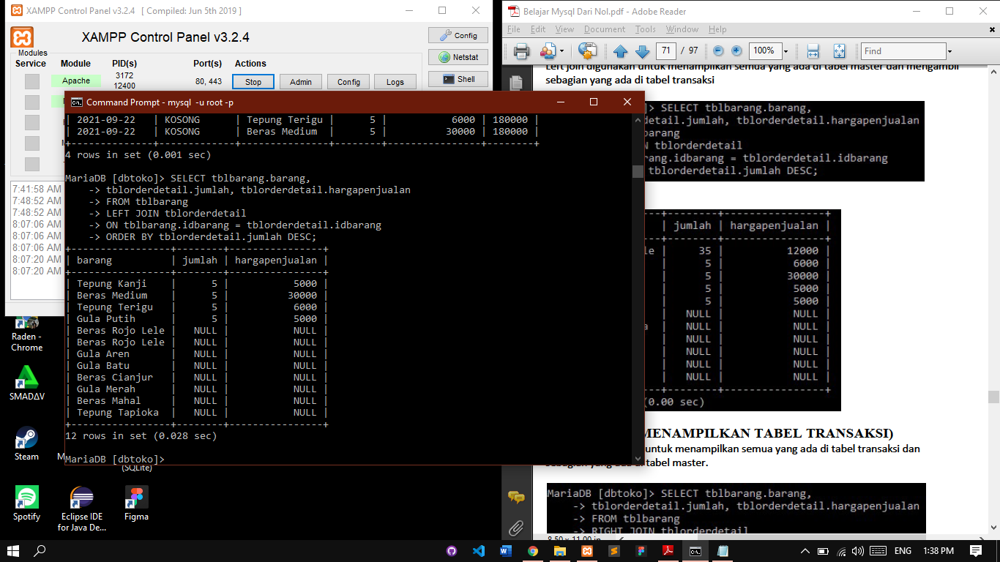 XAMPP Control Panel v3.2.4 [ Compiled: Jun 5th 2019 ]
XAMPP Control Panel v3.2.4
Modules
Service Module PID(s) Port(s) Actions
Apache 3172 12400 80, 443 Stop Admin Config Logs
Config
Netstat
Shell
7:41:58 AM
7:48:52 AM
7:48:52 AM
8:07:06 AM
8:07:06 AM
8:07:06 AM
8:07:20 AM
8:07:20 AM
Command Prompt - mysql -u root -p
| 2021-09-22 | KOSONG | Tepung Terigu | 5 | 6000 | 180000 |
| 2021-09-22 | KOSONG | Beras Medium | 5 | 30000 | 180000 |
4 rows in set (0.001 sec)
MariaDB [dbtoko]> SELECT tblbarang.barang,
-> tblorderdetail.jumlah, tblorderdetail.hargapenjualan
-> FROM tblbarang
-> LEFT JOIN tblorderdetail
-> ON tblbarang.idbarang = tblorderdetail.idbarang
-> ORDER BY tblorderdetail.jumlah DESC;
| barang | jumlah | hargapenjualan |
| Tepung Kanji | 5 | 5000 |
| Beras Medium | 5 | 30000 |
| Tepung Terigu | 5 | 6000 |
| Gula Putih | 5 | 5000 |
| Beras Rojo Lele | NULL | NULL |
| Beras Rojo Lele | NULL | NULL |
| Gula Aren | NULL | NULL |
| Gula Batu | NULL | NULL |
| Beras Cianjur | NULL | NULL |
| Gula Merah | NULL | NULL |
| Beras Mahal | NULL | NULL |
| Tepung Tapioka | NULL | NULL |
12 rows in set (0.028 sec)
MariaDB [dbtoko]>
Belajar Mysql Dari Nol.pdf - Adobe Reader
File Edit View Document Tools Window Help
71 / 97 100% Find
Left join digunakan untuk menampilkan semua yang ada di tabel master dan mengambil
sebagian yang ada di tabel transaksi
]> SELECT tblbarang.barang,
etail.jumlah, tblorderdetail.hargapenjualan
barang
N tblorderdetail
rang.idbarang = tblorderdetail.idbarang
tblorderdetail.jumlah DESC;
| jumlah | hargapenjualan |
le | 35 | 12000 |
| 5 | 6000 |
| 5 | 30000 |
| 5 | 5000 |
| 5 | 5000 |
| NULL | NULL |
a | NULL | NULL |
| NULL | NULL |
| NULL | NULL |
| NULL | NULL |
| NULL | NULL |
(0.00 sec)
MENAMPILKAN TABEL TRANSAKSI)
untuk menampilkan semua yang ada di tabel transaksi dan
sebagian yang ada di tabel master.
MariaDB [dbtoko]> SELECT tblbarang.barang,
-> tblorderdetail.jumlah, tblorderdetail.hargapenjualan
-> FROM tblbarang
-> RIGHT JOIN tblorderdetail
8.50 x 11.00 in
Raden - Chrome
SMADΔV
Steam
(SQLite)
Spotify
Eclipse IDE for Java De...
Figma
ENG 1:38 PM